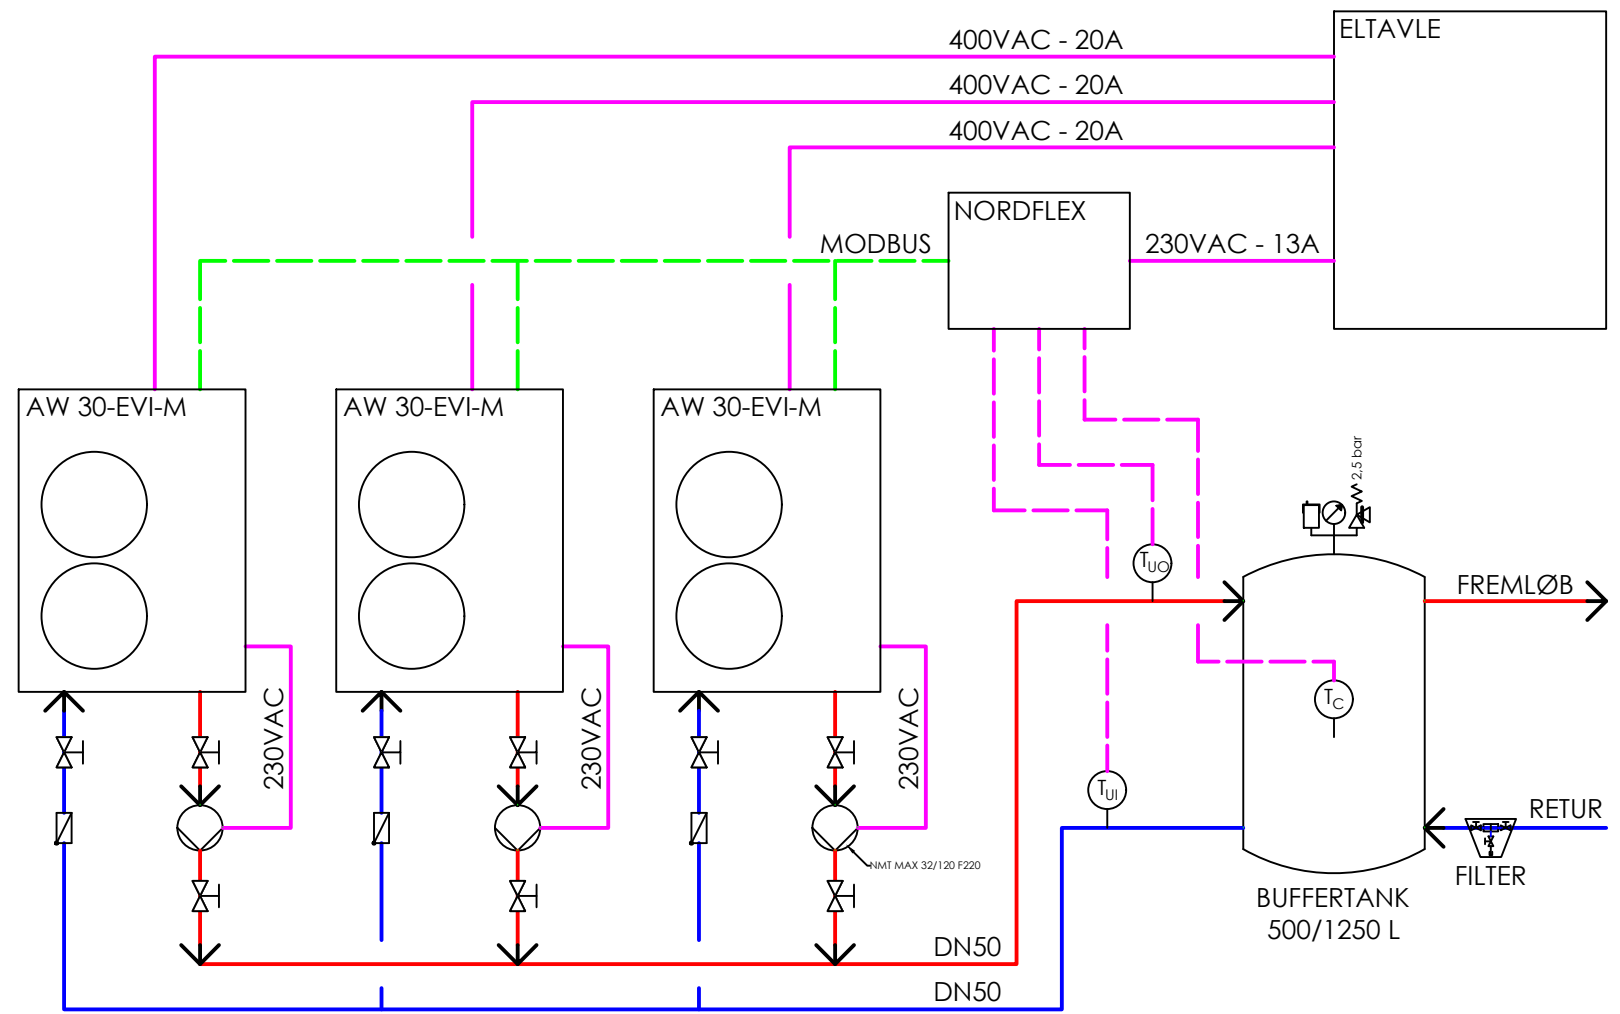 ELTAVLE
400VAC - 20A
400VAC - 20A
400VAC - 20A
NORDFLEX
MODBUS
230VAC - 13A
AW 30-EVI-M
AW 30-EVI-M
AW 30-EVI-M
2,5 bar
TUO
FREMLØB
230VAC
230VAC
230VAC
TC
TUI
RETUR
NMT MAX 32/120 F220
FILTER
BUFFERTANK
500/1250 L
DN50
DN50